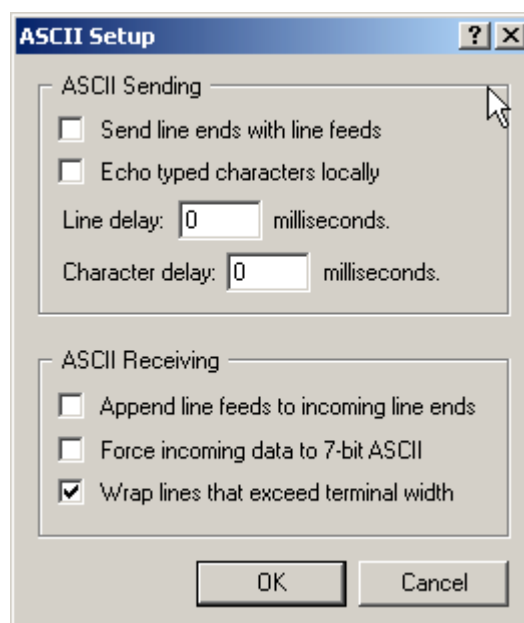 ASCII Setup
ASCII Sending
Send line ends with line feeds
Echo typed characters locally
Line delay: 0 milliseconds.
Character delay: 0 milliseconds.
ASCII Receiving
Append line feeds to incoming line ends
Force incoming data to 7-bit ASCII
Wrap lines that exceed terminal width
OK Cancel